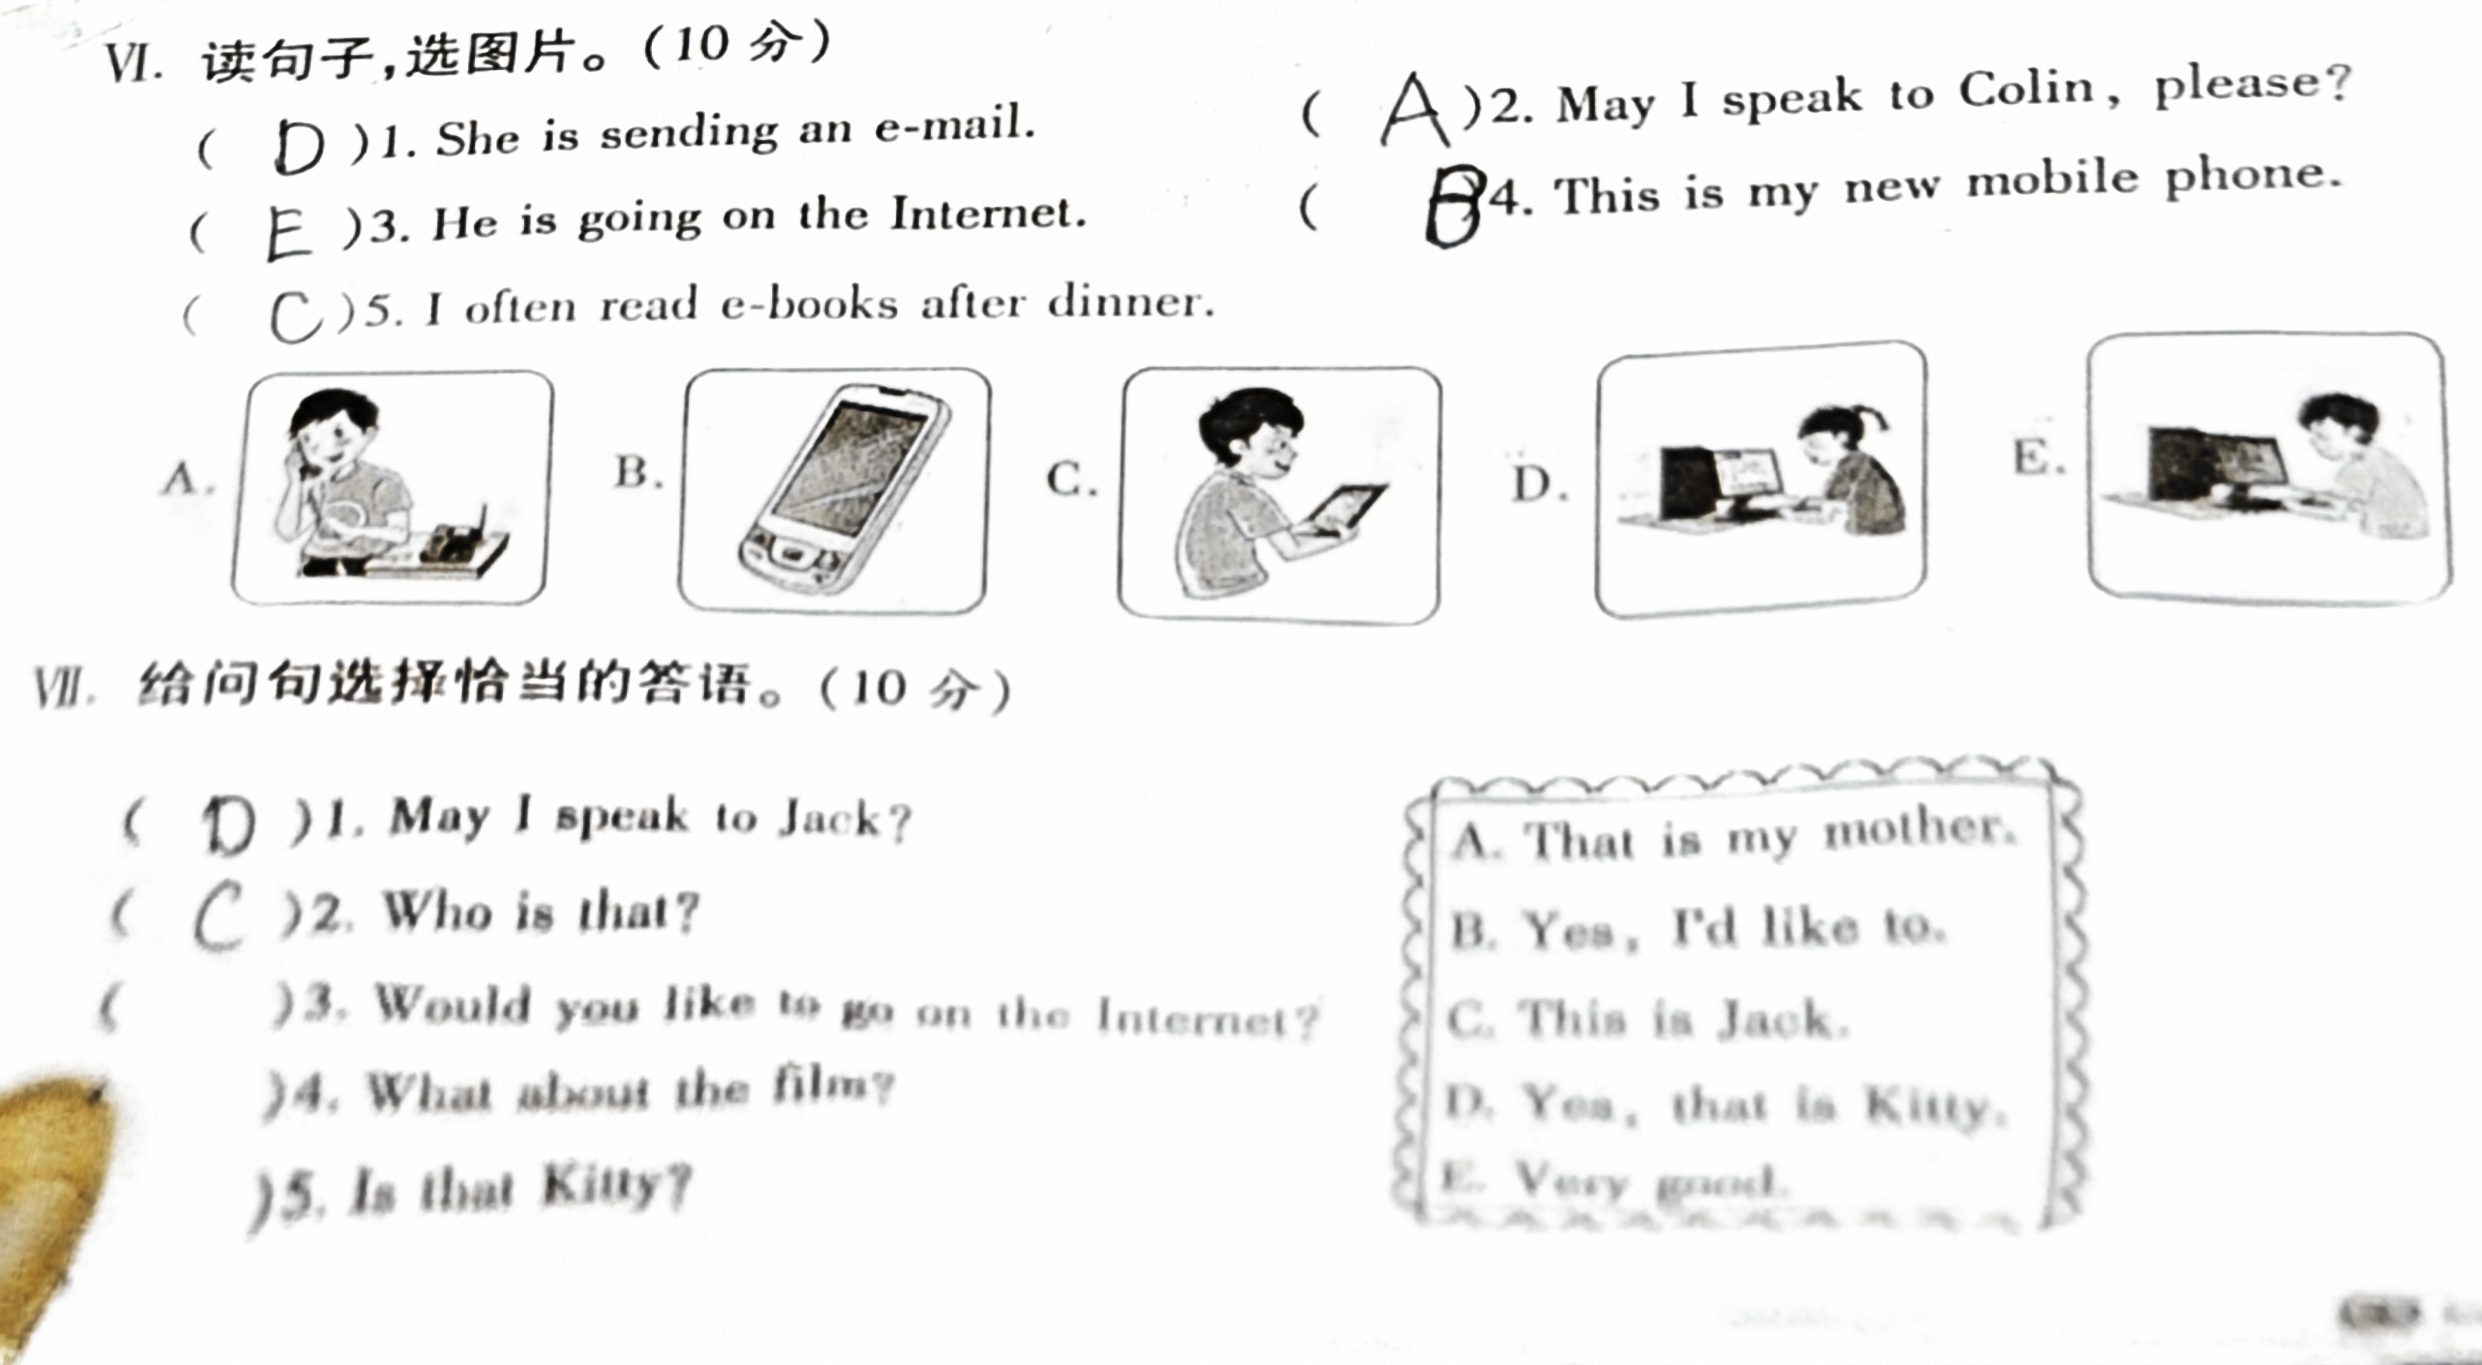 Ⅵ. 读句子,选图片。(10 分)
( D )1. She is sending an e-mail. ( A )2. May I speak to Colin, please?
( E )3. He is going on the Internet. ( B )4. This is my new mobile phone.
( C )5. I often read e-books after dinner.
A. B. C. D. E.
Ⅶ. 给问句选择恰当的答语。(10 分)
( D )1. May I speak to Jack?
( C )2. Who is that?
( )3. Would you like to go on the Internet?
)4. What about the film?
)5. Is that Kitty?
A. That is my mother.
B. Yes, I'd like to.
C. This is Jack.
D. Yes, that is Kitty.
E. Very good.